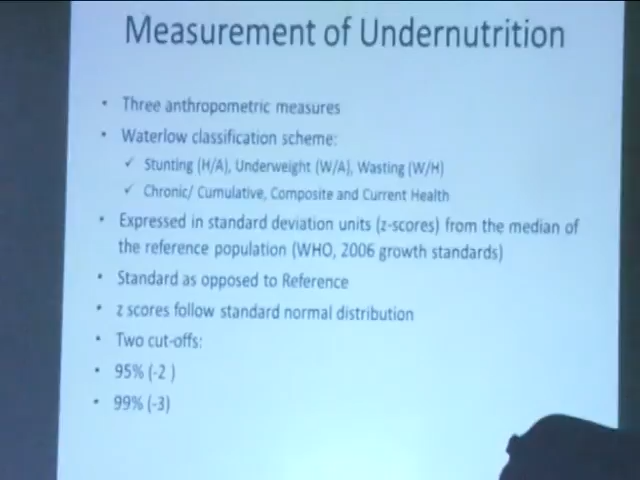 Measurement of Undernutrition
• Three anthropometric measures
• Waterlow classification scheme:
✓ Stunting (H/A), Underweight (W/A), Wasting (W/H)
✓ Chronic/ Cumulative, Composite and Current Health
• Expressed in standard deviation units (z-scores) from the median of
the reference population (WHO, 2006 growth standards)
• Standard as opposed to Reference
• z scores follow standard normal distribution
• Two cut-offs:
• 95% (-2 )
• 99% (-3)